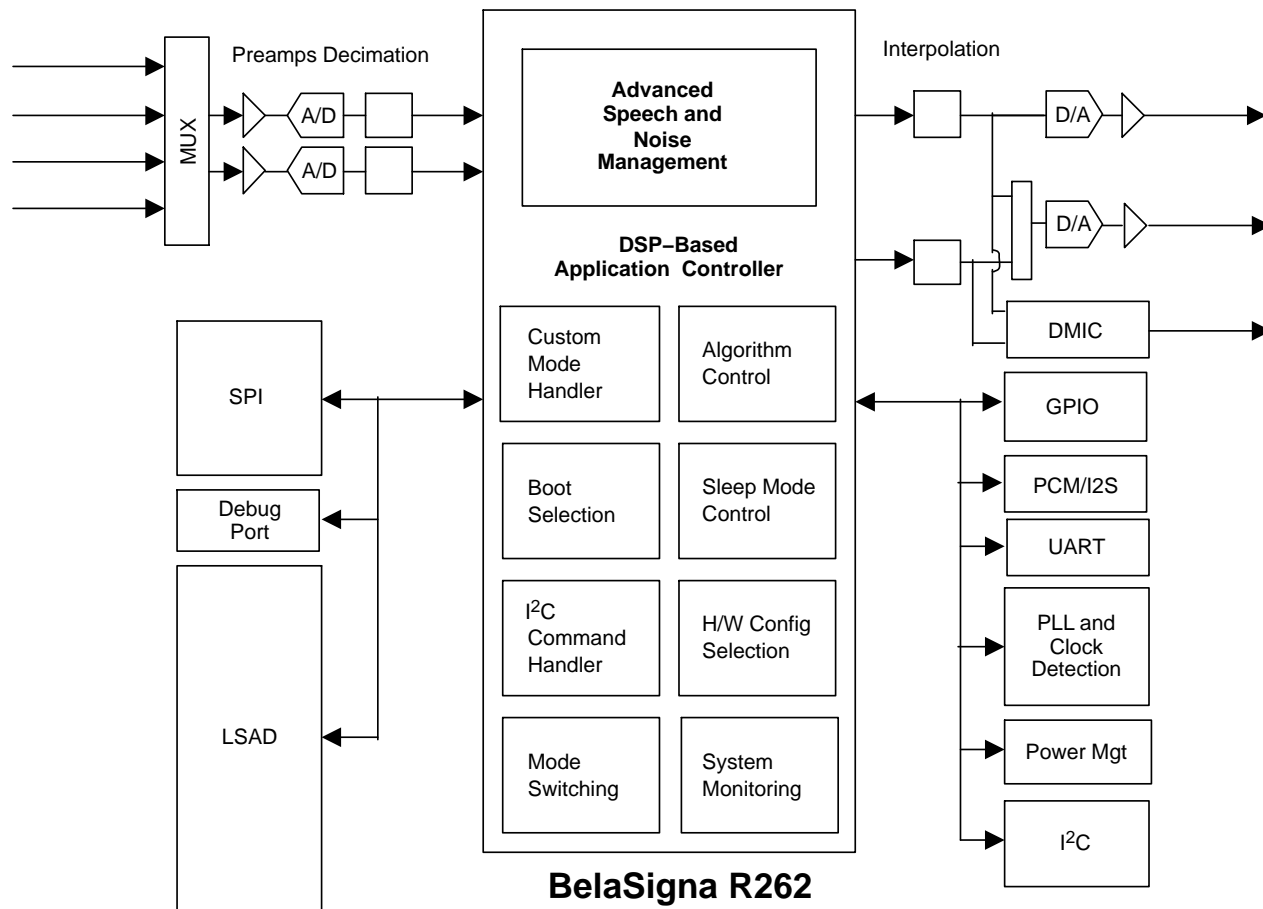 Preamps Decimation
Interpolation
MUX
A/D
A/D
Advanced
Speech and
Noise
Management
D/A
D/A
DMIC
DSP–Based
Application Controller
SPI
Debug
Port
LSAD
Custom
Mode
Handler
Algorithm
Control
Boot
Selection
Sleep Mode
Control
I²C
Command
Handler
H/W Config
Selection
Mode
Switching
System
Monitoring
GPIO
PCM/I2S
UART
PLL and
Clock
Detection
Power Mgt
I²C
BelaSigna R262